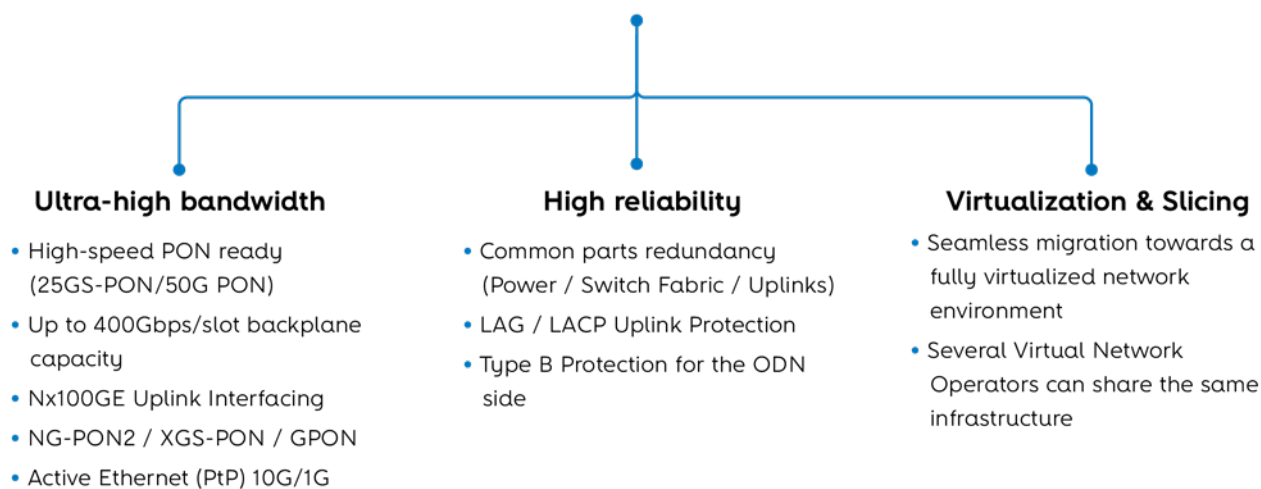 Ultra-high bandwidth
• High-speed PON ready
(25GS-PON/50G PON)
• Up to 400Gbps/slot backplane
capacity
• Nx100GE Uplink Interfacing
• NG-PON2 / XGS-PON / GPON
• Active Ethernet (PtP) 10G/1G
High reliability
• Common parts redundancy
(Power / Switch Fabric / Uplinks)
• LAG / LACP Uplink Protection
• Type B Protection for the ODN
side
Virtualization & Slicing
• Seamless migration towards a
fully virtualized network
environment
• Several Virtual Network
Operators can share the same
infrastructure